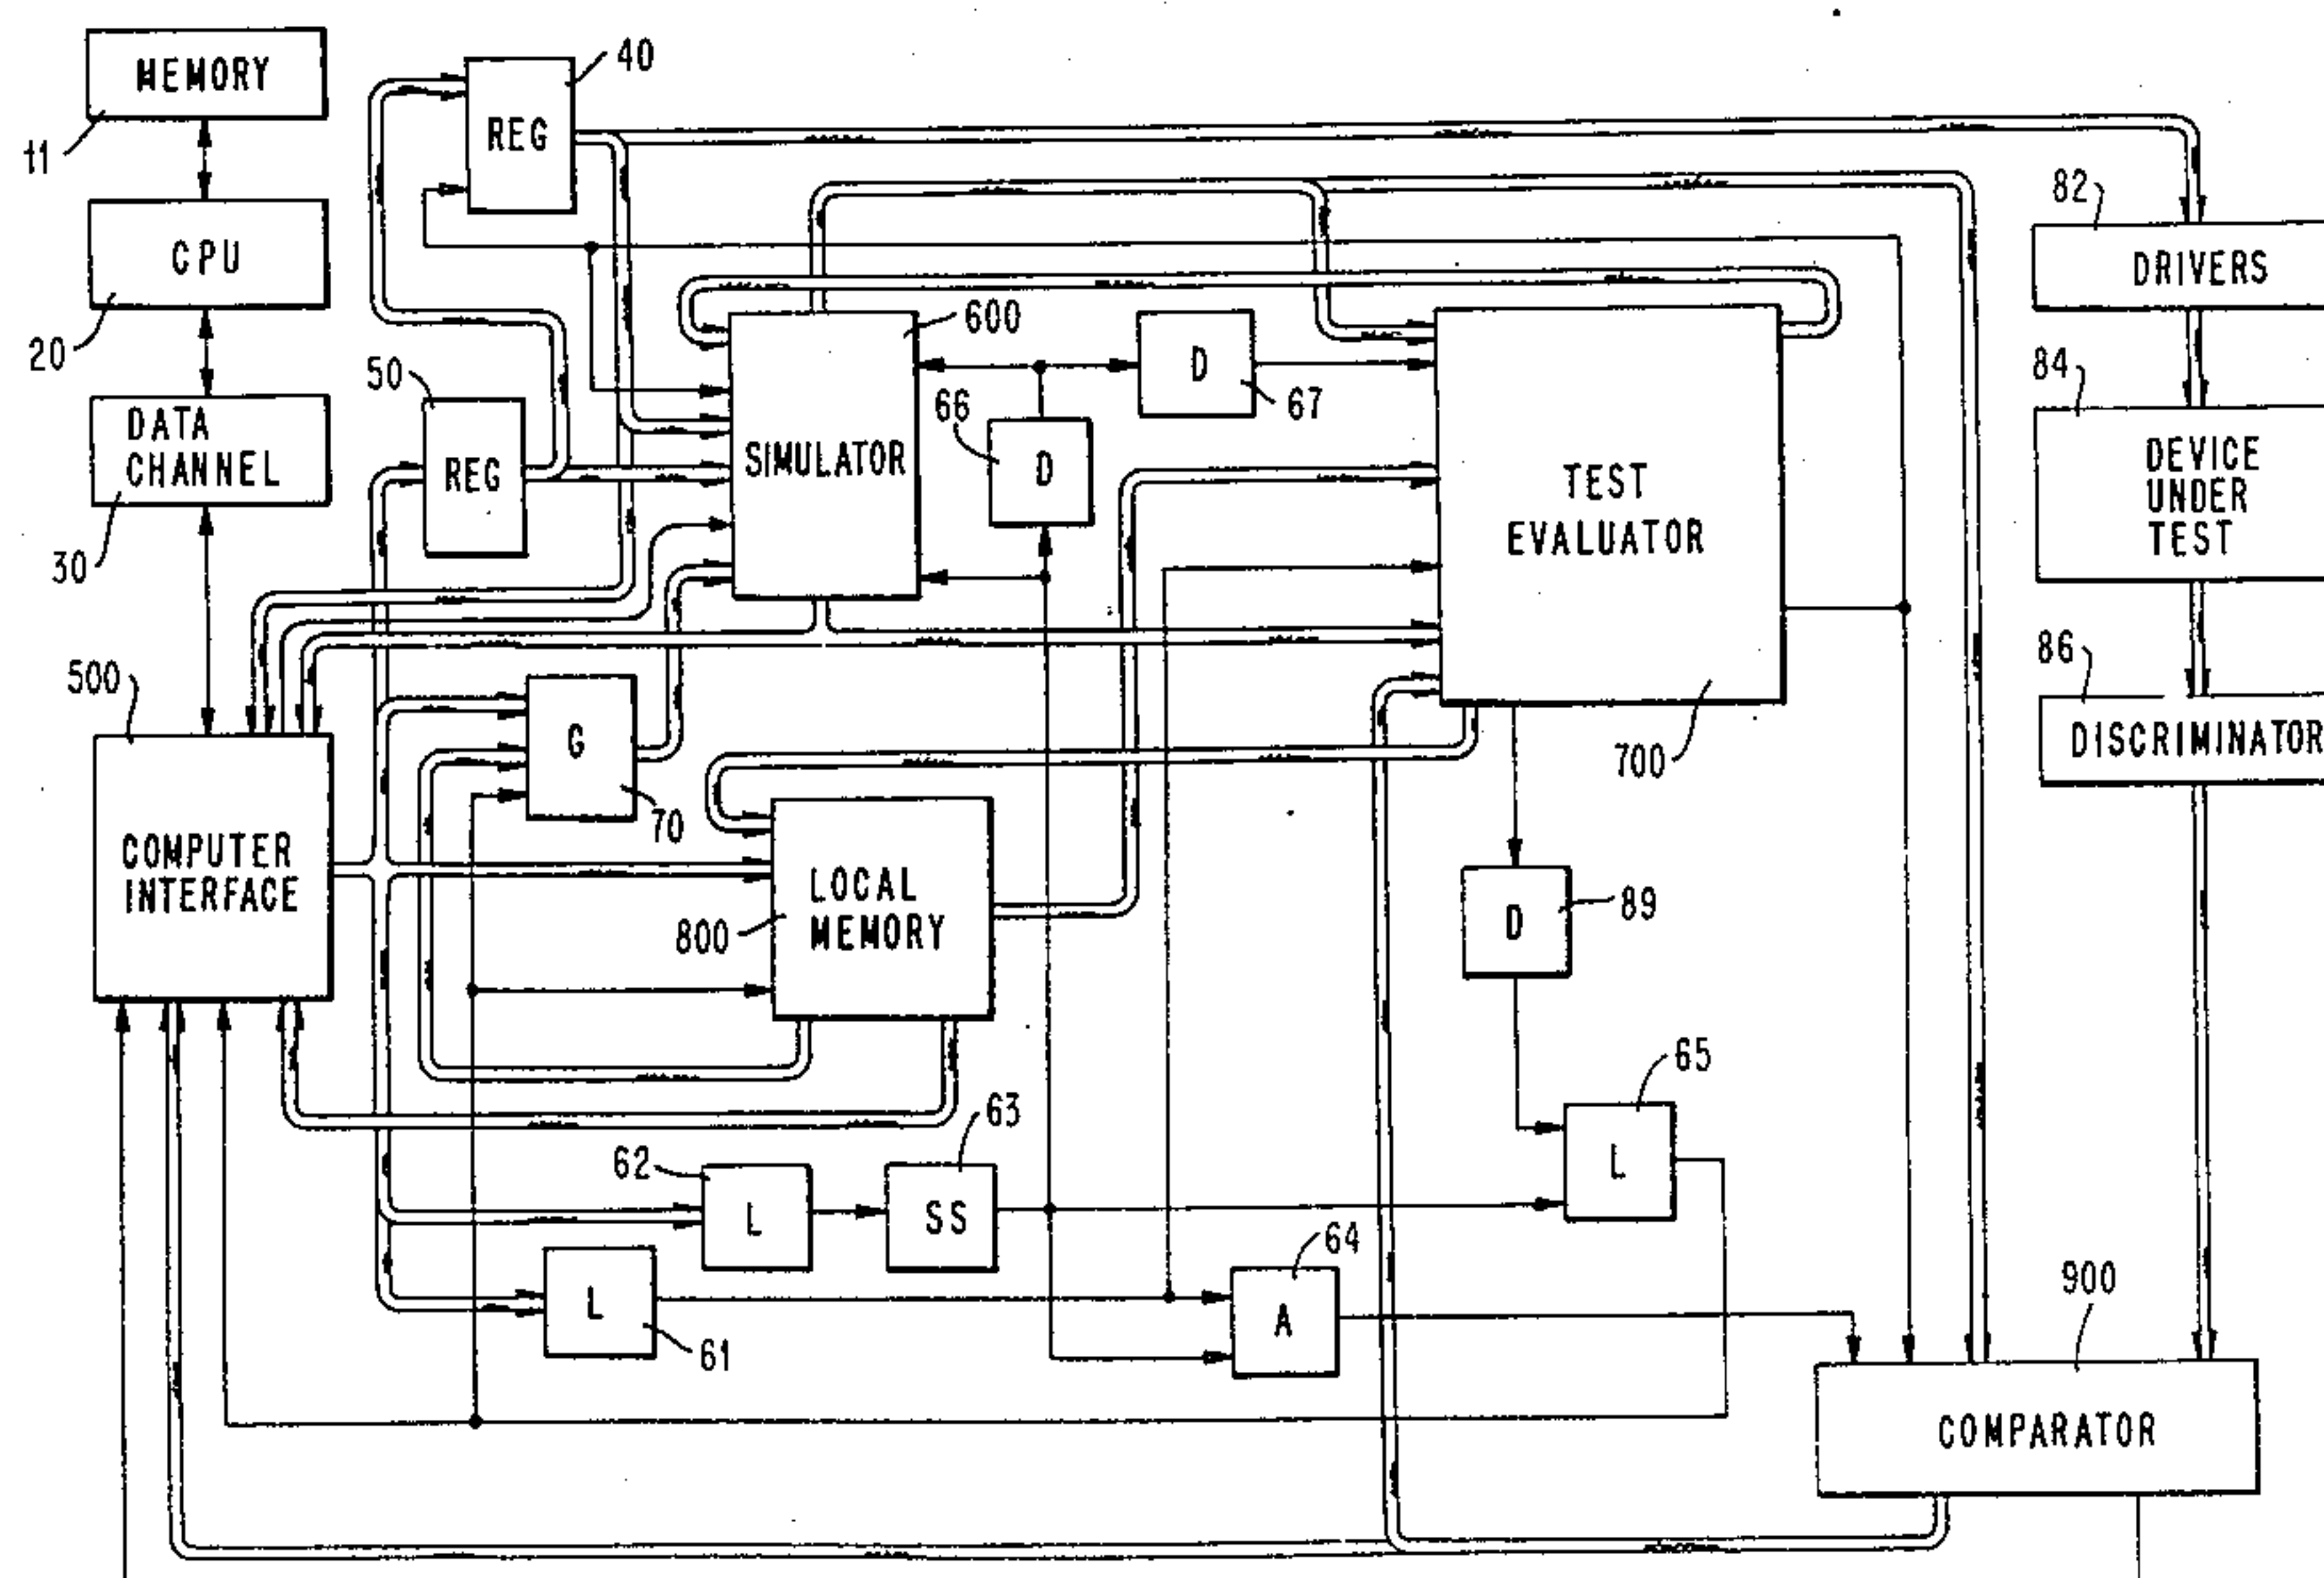 MEMORY
11
CPU
20
DATA
CHANNEL
30
REG
40
REG
50
SIMULATOR
600
D
66
D
67
TEST
EVALUATOR
700
82
DRIVERS
84
DEVICE
UNDER
TEST
86
DISCRIMINATOR
500
COMPUTER
INTERFACE
G
70
LOCAL
MEMORY
800
D
89
62
L
63
SS
65
L
L
61
64
A
900
COMPARATOR